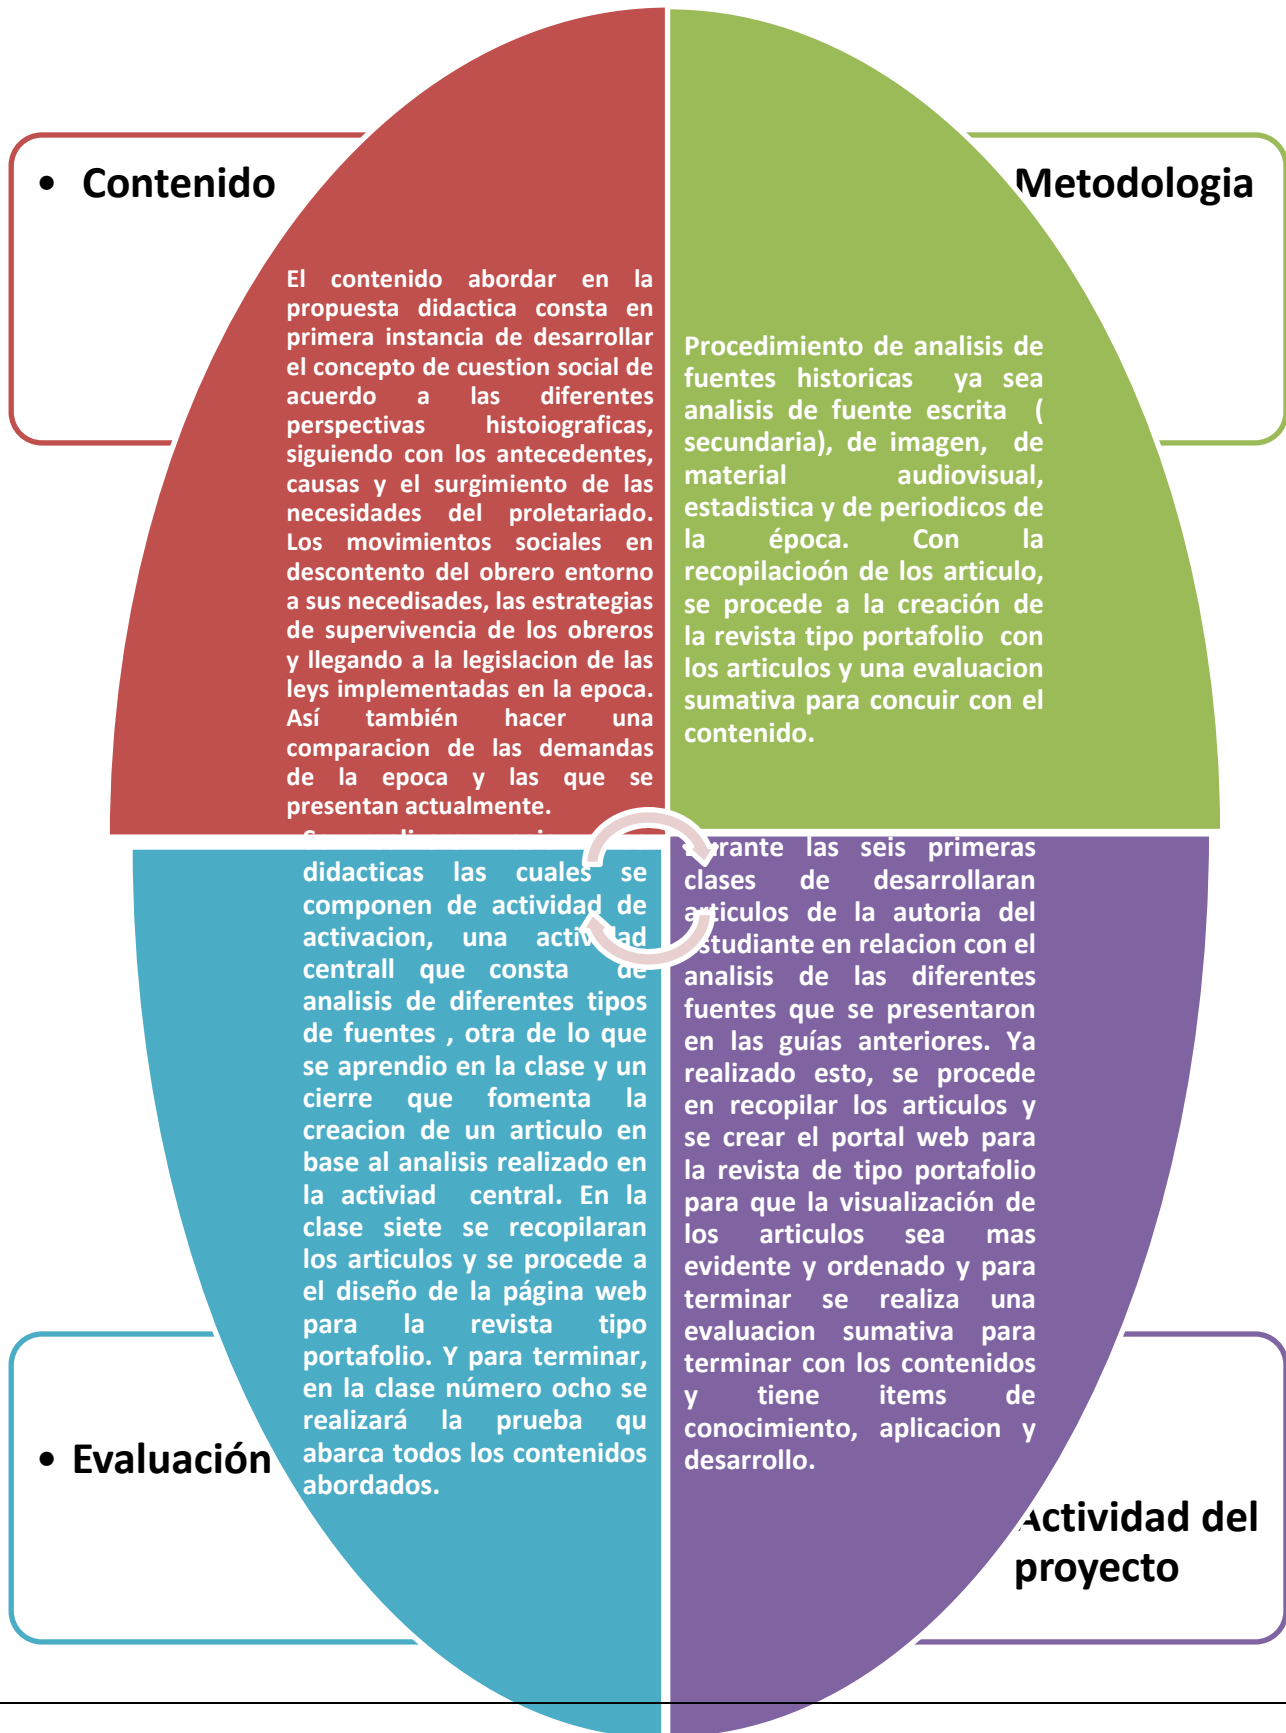 • Contenido
El contenido abordar en la
propuesta didactica consta en
primera instancia de desarrollar
el concepto de cuestion social de
acuerdo a las diferentes
perspectivas histoiograficas,
siguiendo con los antecedentes,
causas y el surgimiento de las
necesidades del proletariado.
Los movimientos sociales en
descontento del obrero entorno
a sus necedisades, las estrategias
de supervivencia de los obreros
y llegando a la legislacion de las
leys implementadas en la epoca.
Así también hacer una
comparacion de las demandas
de la epoca y las que se
presentan actualmente.
Metodologia
Procedimiento de analisis de
fuentes historicas ya sea
analisis de fuente escrita (
secundaria), de imagen, de
material audiovisual,
estadistica y de periodicos de
la época. Con la
recopilacioón de los articulo,
se procede a la creación de
la revista tipo portafolio con
los articulos y una evaluacion
sumativa para concuir con el
contenido.
• Evaluación
didacticas las cuales se
componen de actividad de
activacion, una actividad
centrall que consta de
analisis de diferentes tipos
de fuentes , otra de lo que
se aprendio en la clase y un
cierre que fomenta la
creacion de un articulo en
base al analisis realizado en
la activiad central. En la
clase siete se recopilaran
los articulos y se procede a
el diseño de la página web
para la revista tipo
portafolio. Y para terminar,
en la clase número ocho se
realizará la prueba qu
abarca todos los contenidos
abordados.
Actividad del
proyecto
Durante las seis primeras
clases de desarrollaran
articulos de la autoria del
estudiante en relacion con el
analisis de las diferentes
fuentes que se presentaron
en las guías anteriores. Ya
realizado esto, se procede
en recopilar los articulos y
se crear el portal web para
la revista de tipo portafolio
para que la visualización de
los articulos sea mas
evidente y ordenado y para
terminar se realiza una
evaluacion sumativa para
terminar con los contenidos
y tiene items de
conocimiento, aplicacion y
desarrollo.